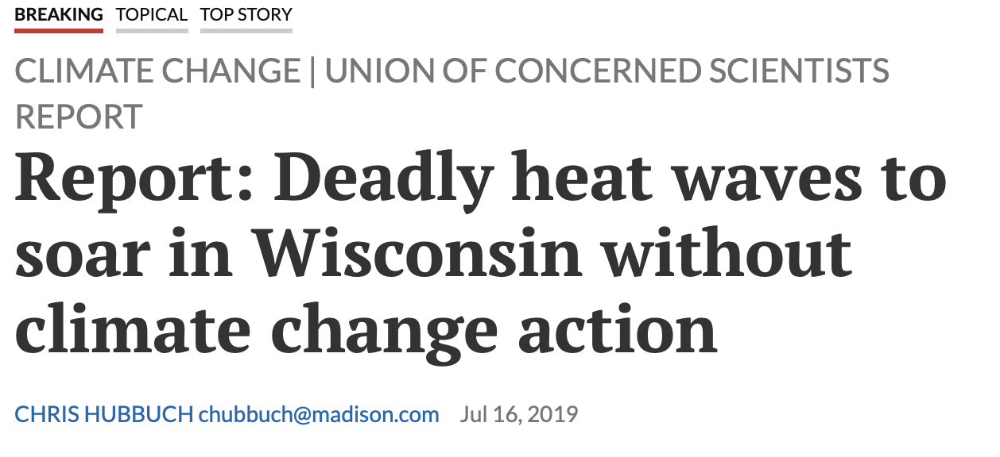 BREAKING TOPICAL TOP STORY
CLIMATE CHANGE | UNION OF CONCERNED SCIENTISTS
REPORT
Report: Deadly heat waves to
soar in Wisconsin without
climate change action
CHRIS HUBBUCH chubbuch@madison.com Jul 16, 2019